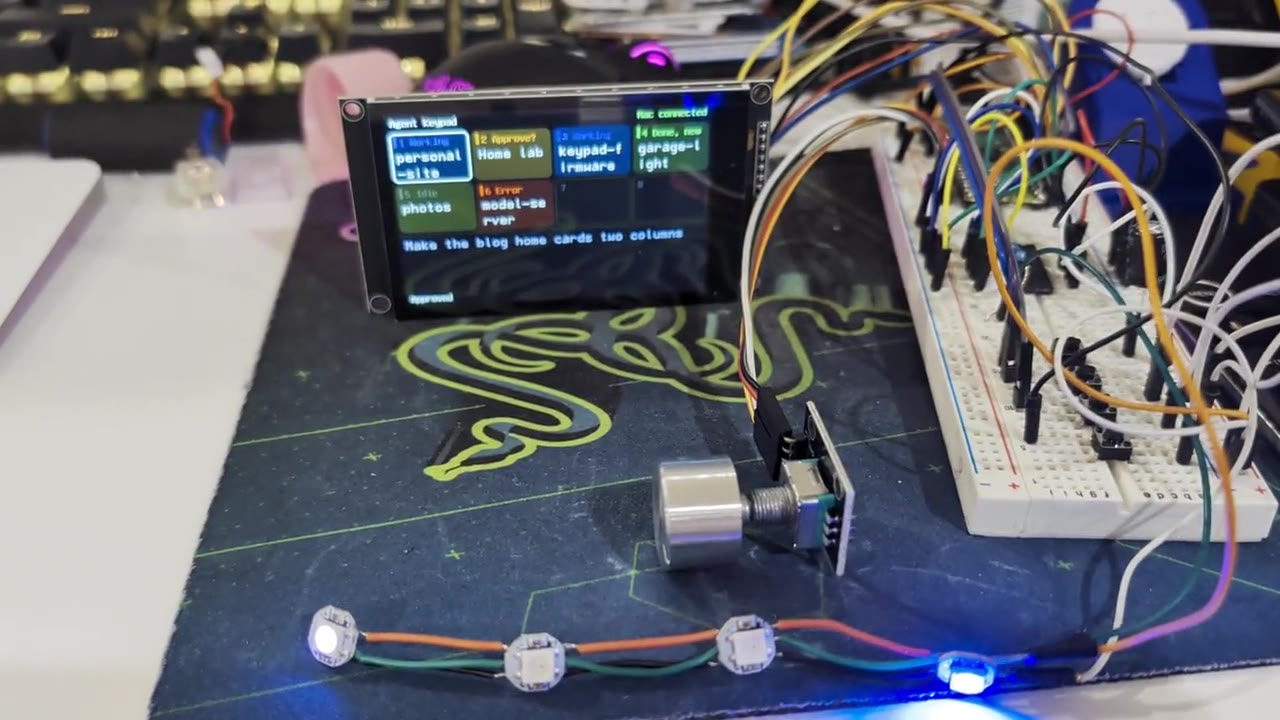 Agent Keypad
Mac connected
1 Working
personal
-site
2 Approve?
Home lab
3 Working
keypad-f
irmware
4 Done, new
garage-l
ight
5 Idle
photos
6 Error
model-se
rver
7
8
Make the blog home cards two columns
Approved